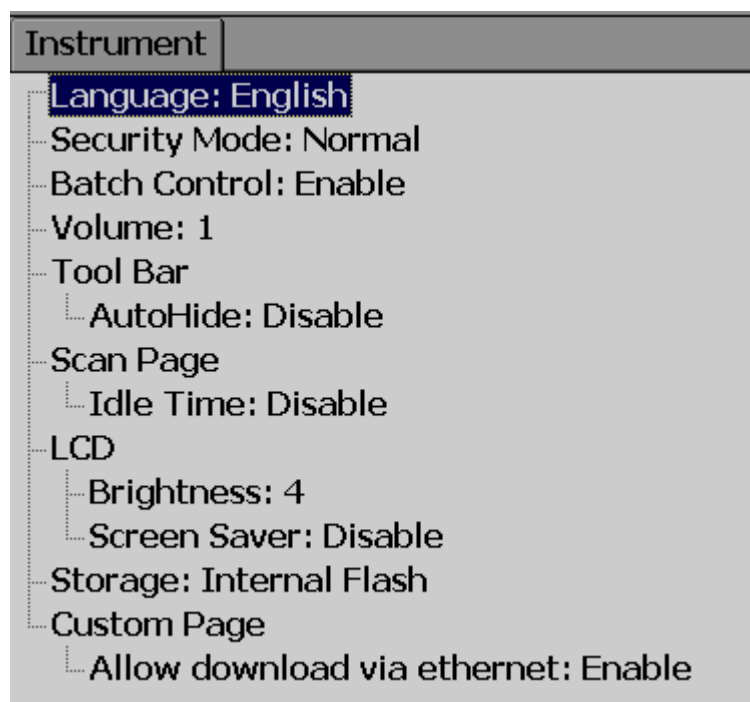 Instrument
Language: English
Security Mode: Normal
Batch Control: Enable
Volume: 1
Tool Bar
AutoHide: Disable
Scan Page
Idle Time: Disable
LCD
Brightness: 4
Screen Saver: Disable
Storage: Internal Flash
Custom Page
Allow download via ethernet: Enable